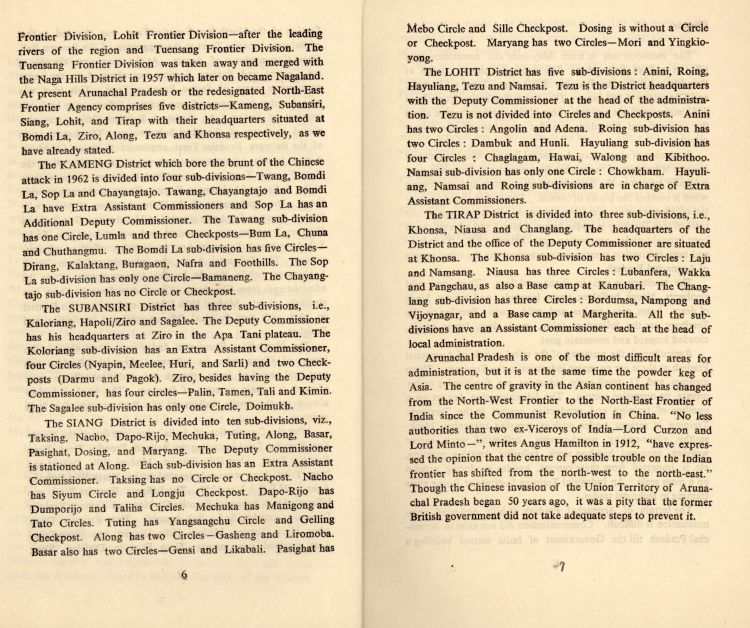 Frontier Division, Lohit Frontier Division—after the leading
rivers of the region and Tuensang Frontier Division. The
Tuensang Frontier Division was taken away and merged with
the Naga Hills District in 1957 which later on became Nagaland.
At present Arunachal Pradesh or the redesignated North-East
Frontier Agency comprises five districts—Kameng, Subansiri,
Siang, Lohit, and Tirap with their headquarters situated at
Bomdi La, Ziro, Along, Tezu and Khonsa respectively, as we
have already stated.
The KAMENG District which bore the brunt of the Chinese
attack in 1962 is divided into four sub-divisions—Twang, Bomdi
La, Sop La and Chayangtajo. Tawang, Chayangtajo and Bomdi
La have Extra Assistant Commissioners and Sop La has an
Additional Deputy Commissioner. The Tawang sub-division
has one Circle, Lumla and three Checkposts—Bum La, Chuna
and Chuthangmu. The Bomdi La sub-division has five Circles—
Dirang, Kalaktang, Buragaon, Nafra and Foothills. The Sop
La sub-division has only one Circle—Bamaneng. The Chayang-
tajo sub-division has no Circle or Checkpost.
The SUBANSIRI District has three sub-divisions, i.e.,
Kaloriang, Hapoli/Ziro and Sagalee. The Deputy Commissioner
has his headquarters at Ziro in the Apa Tani plateau. The
Koloriang sub-division has an Extra Assistant Commissioner,
four Circles (Nyapin, Meelee, Huri, and Sarli) and two Check-
posts (Darmu and Pagok). Ziro, besides having the Deputy
Commissioner, has four circles—Palin, Tamen, Tali and Kimin.
The Sagalee sub-division has only one Circle, Doimukh.
The SIANG District is divided into ten sub-divisions, viz.,
Taksing, Nacho, Dapo-Rijo, Mechuka, Tuting, Along, Basar,
Pasighat, Dosing, and Maryang. The Deputy Commissioner
is stationed at Along. Each sub-division has an Extra Assistant
Commissioner. Taksing has no Circle or Checkpost. Nacho
has Siyum Circle and Longju Checkpost. Dapo-Rijo has
Dumporijo and Taliha Circles. Mechuka has Manigong and
Tato Circles. Tuting has Yangsangchu Circle and Gelling
Checkpost. Along has two Circles—Gasheng and Liromoba.
Basar also has two Circles—Gensi and Likabali. Pasighat has
6
Mebo Circle and Sille Checkpost. Dosing is without a Circle
or Checkpost. Maryang has two Circles—Mori and Yingkio-
yong.
The LOHIT District has five sub-divisions : Anini, Roing,
Hayuliang, Tezu and Namsai. Tezu is the District headquarters
with the Deputy Commissioner at the head of the administra-
tion. Tezu is not divided into Circles and Checkposts. Anini
has two Circles : Angolin and Adena. Roing sub-division has
two Circles : Dambuk and Hunli. Hayuliang sub-division has
four Circles : Chaglagam, Hawai, Walong and Kibithoo.
Namsai sub-division has only one Circle : Chowkham. Hayuli-
ang, Namsai and Roing sub-divisions are in charge of Extra
Assistant Commissioners.
The TIRAP District is divided into three sub-divisions, i.e.,
Khonsa, Niausa and Changlang. The headquarters of the
District and the office of the Deputy Commissioner are situated
at Khonsa. The Khonsa sub-division has two Circles : Laju
and Namsang. Niausa has three Circles : Lubanfera, Wakka
and Pangchau, as also a Base camp at Kanubari. The Chang-
lang sub-division has three Circles : Bordumsa, Nampong and
Vijoynagar, and a Base camp at Margherita. All the sub-
divisions have an Assistant Commissioner each at the head of
local administration.
Arunachal Pradesh is one of the most difficult areas for
administration, but it is at the same time the powder keg of
Asia. The centre of gravity in the Asian continent has changed
from the North-West Frontier to the North-East Frontier of
India since the Communist Revolution in China. "No less
authorities than two ex-Viceroys of India—Lord Curzon and
Lord Minto—", writes Angus Hamilton in 1912, "have expres-
sed the opinion that the centre of possible trouble on the Indian
frontier has shifted from the north-west to the north-east."
Though the Chinese invasion of the Union Territory of Aruna-
chal Pradesh began 50 years ago, it was a pity that the former
British government did not take adequate steps to prevent it.
7